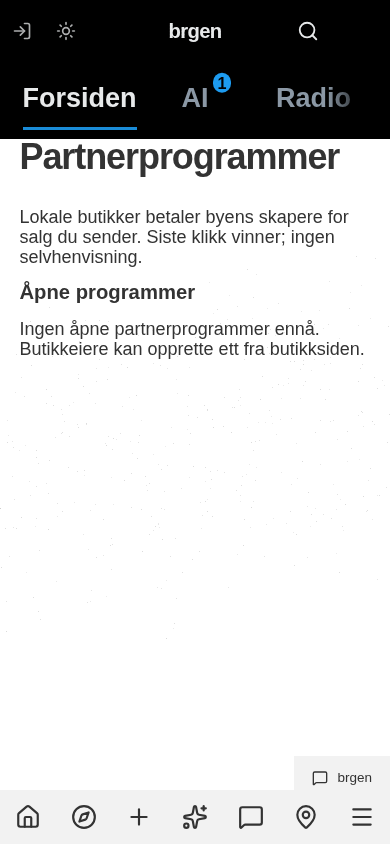 brgen
Forsiden AI 1 Radio
Partnerprogrammer
Lokale butikker betaler byens skapere for
salg du sender. Siste klikk vinner; ingen
selvhenvisning.
Åpne programmer
Ingen åpne partnerprogrammer ennå.
Butikkeiere kan opprette ett fra butikksiden.
brgen